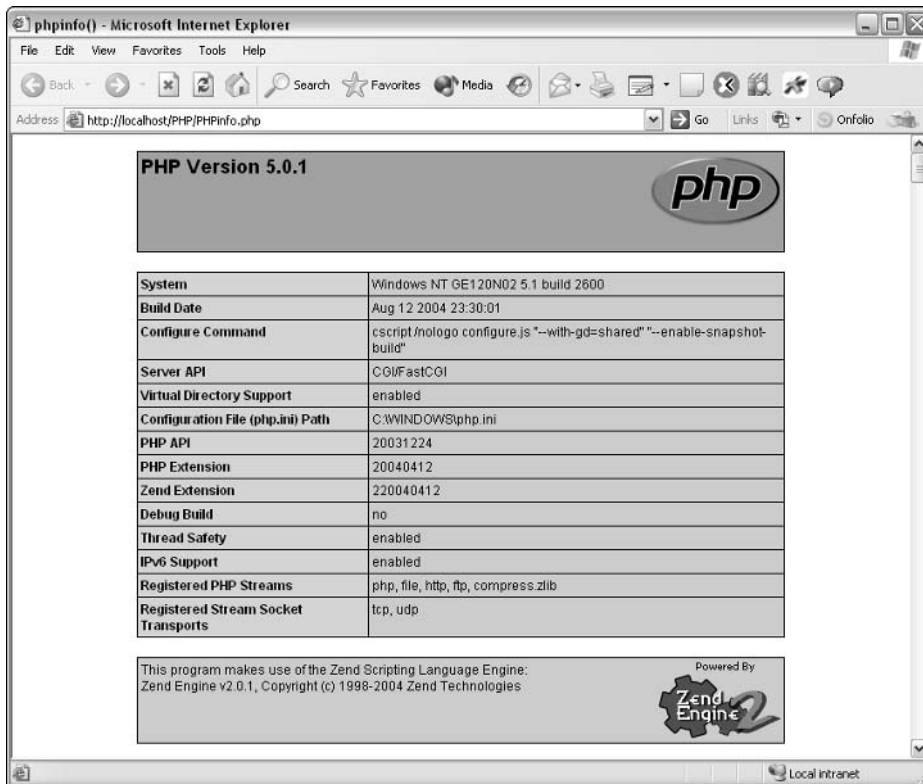 phpinfo() - Microsoft Internet Explorer
File Edit View Favorites Tools Help
Back Search Favorites Media
Address http://localhost/PHP/PHPinfo.php Go Links Onfolio
PHP Version 5.0.1
php
System Windows NT GE120N02 5.1 build 2600
Build Date Aug 12 2004 23:30:01
Configure Command cscript /nologo configure.js "--with-gd=shared" "--enable-snapshot-
build"
Server API CGI/FastCGI
Virtual Directory Support enabled
Configuration File (php.ini) Path C:\WINDOWS\php.ini
PHP API 20031224
PHP Extension 20040412
Zend Extension 220040412
Debug Build no
Thread Safety enabled
IPv6 Support enabled
Registered PHP Streams php, file, http, ftp, compress.zlib
Registered Stream Socket tcp, udp
Transports
This program makes use of the Zend Scripting Language Engine:
Zend Engine v2.0.1, Copyright (c) 1998-2004 Zend Technologies
Powered By
Zend
Engine 2
Local intranet